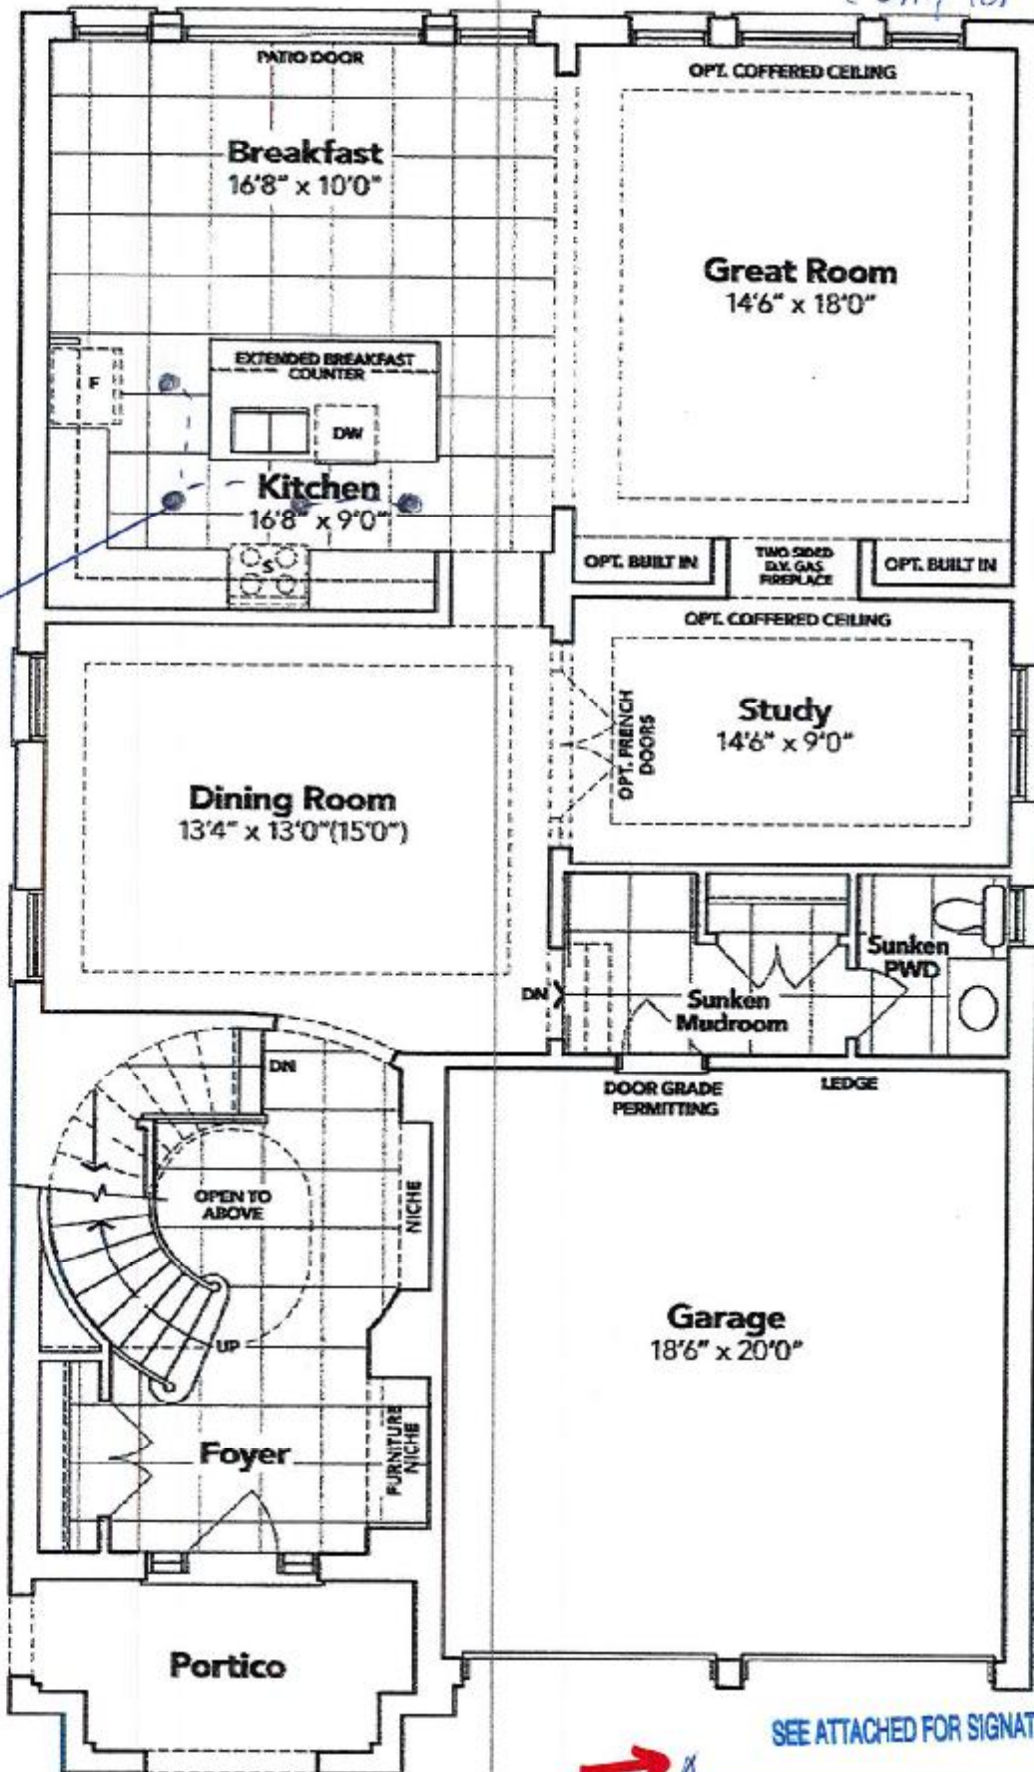 PATIO DOOR
OPT. COFFERED CEILING
Breakfast
16'8" x 10'0"
Great Room
14'6" x 18'0"
EXTENDED BREAKFAST
COUNTER
F
DW
Kitchen
16'8" x 9'0"
S
OPT. BUILT IN
TWO SIDED
D.V. GAS
FIREPLACE
OPT. BUILT IN
OPT. COFFERED CEILING
OPT. FRENCH
DOORS
Study
14'6" x 9'0"
Dining Room
13'4" x 13'0"(15'0")
Sunken
PWD
DN
Sunken
Mudroom
DN
DOOR GRADE
PERMITTING
LEDGE
OPEN TO
ABOVE
NICHE
UP
Garage
18'6" x 20'0"
Foyer
FURNITURE
NICHE
Portico
SEE ATTACHED FOR SIGNAT